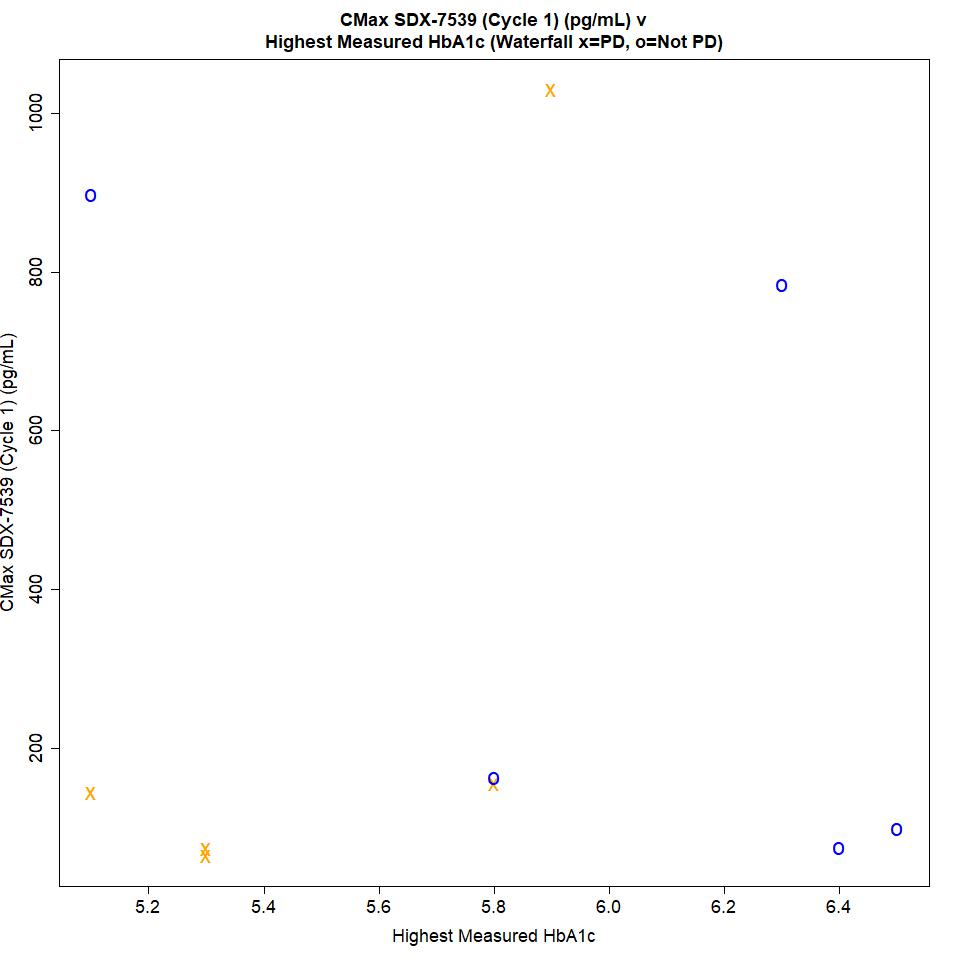 CMax SDX-7539 (Cycle 1) (pg/mL) v
Highest Measured HbA1c (Waterfall x=PD, o=Not PD)
CMax SDX-7539 (Cycle 1) (pg/mL)
1000
800
600
400
200
x
o
o
x
o
x
x
x
o
o
5.2
5.4
5.6
5.8
6.0
6.2
6.4
Highest Measured HbA1c